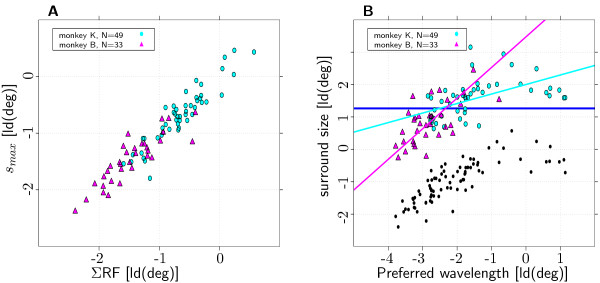 A
monkey K, N=49
monkey B, N=33
s_max [ld(deg)]
0
-1
-2
-2
-1
0
ΣRF [ld(deg)]
B
monkey K, N=49
monkey B, N=33
surround size [ld(deg)]
2
1
0
-1
-2
-4
-3
-2
-1
0
1
Preferred wavelength [ld(deg)]